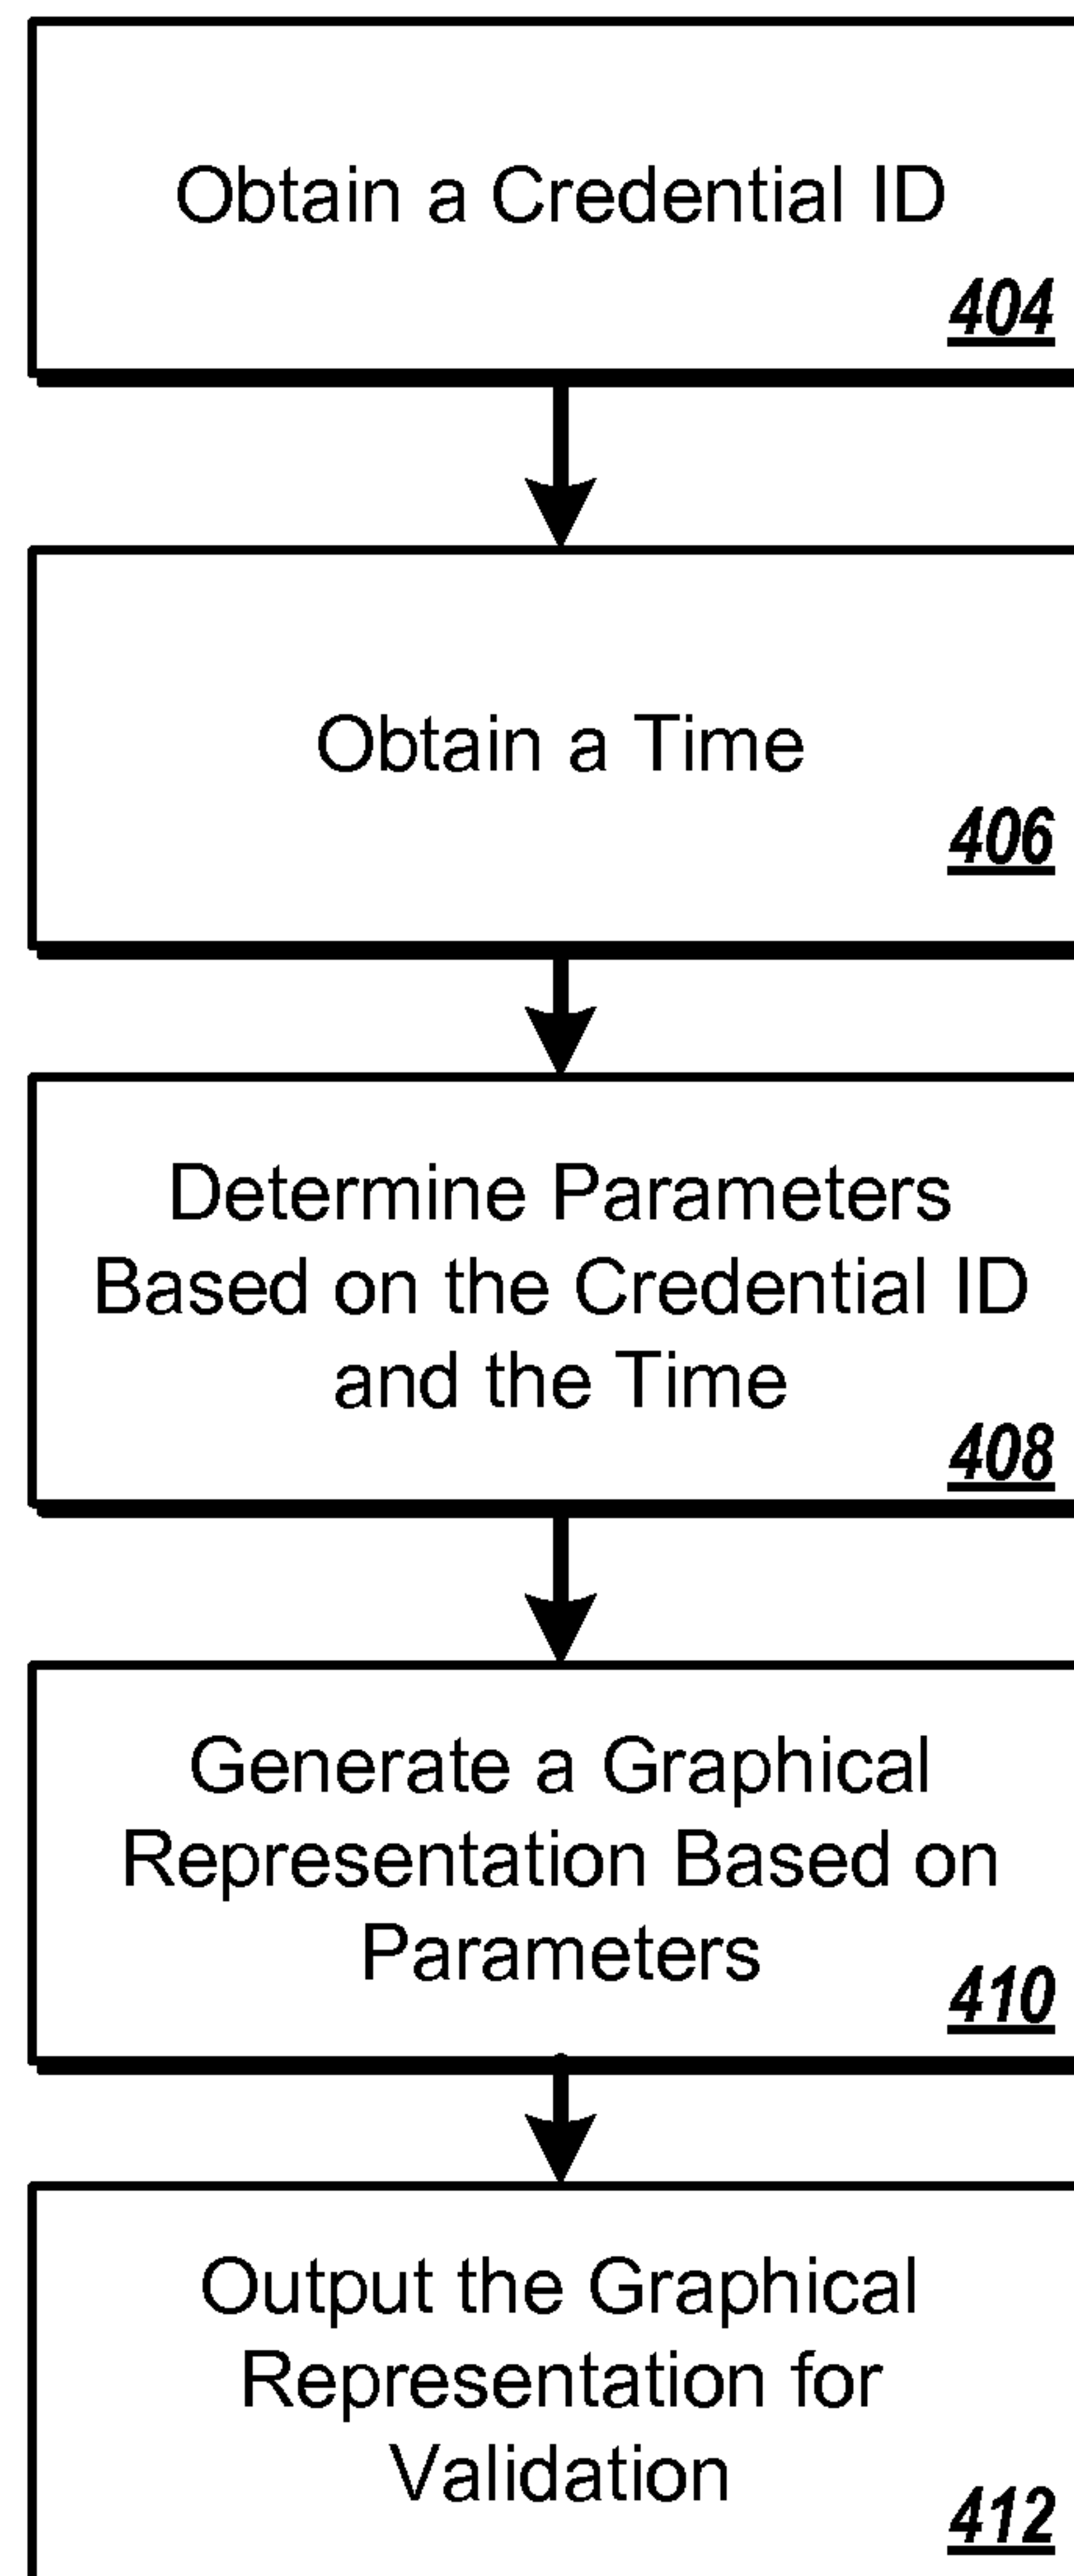 Obtain a Credential ID
404
Obtain a Time
406
Determine Parameters
Based on the Credential ID
and the Time
408
Generate a Graphical
Representation Based on
Parameters
410
Output the Graphical
Representation for
Validation
412